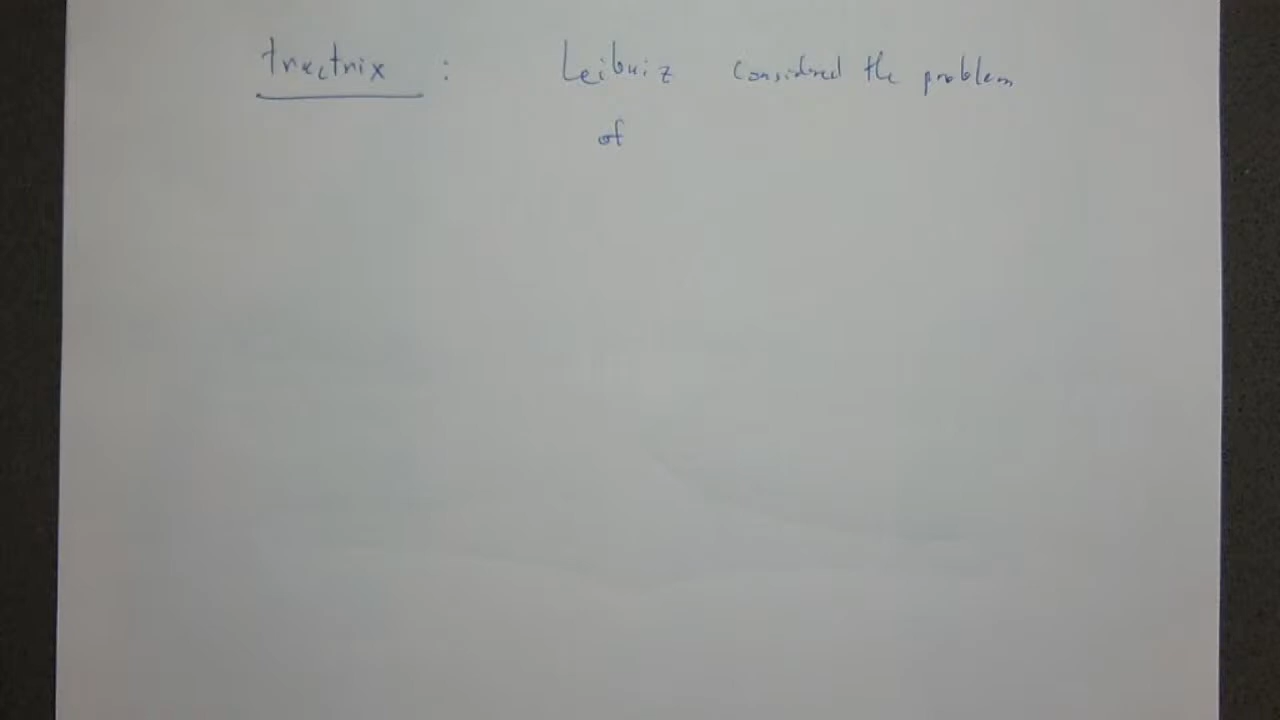 tractrix : Leibniz considered the problem
of